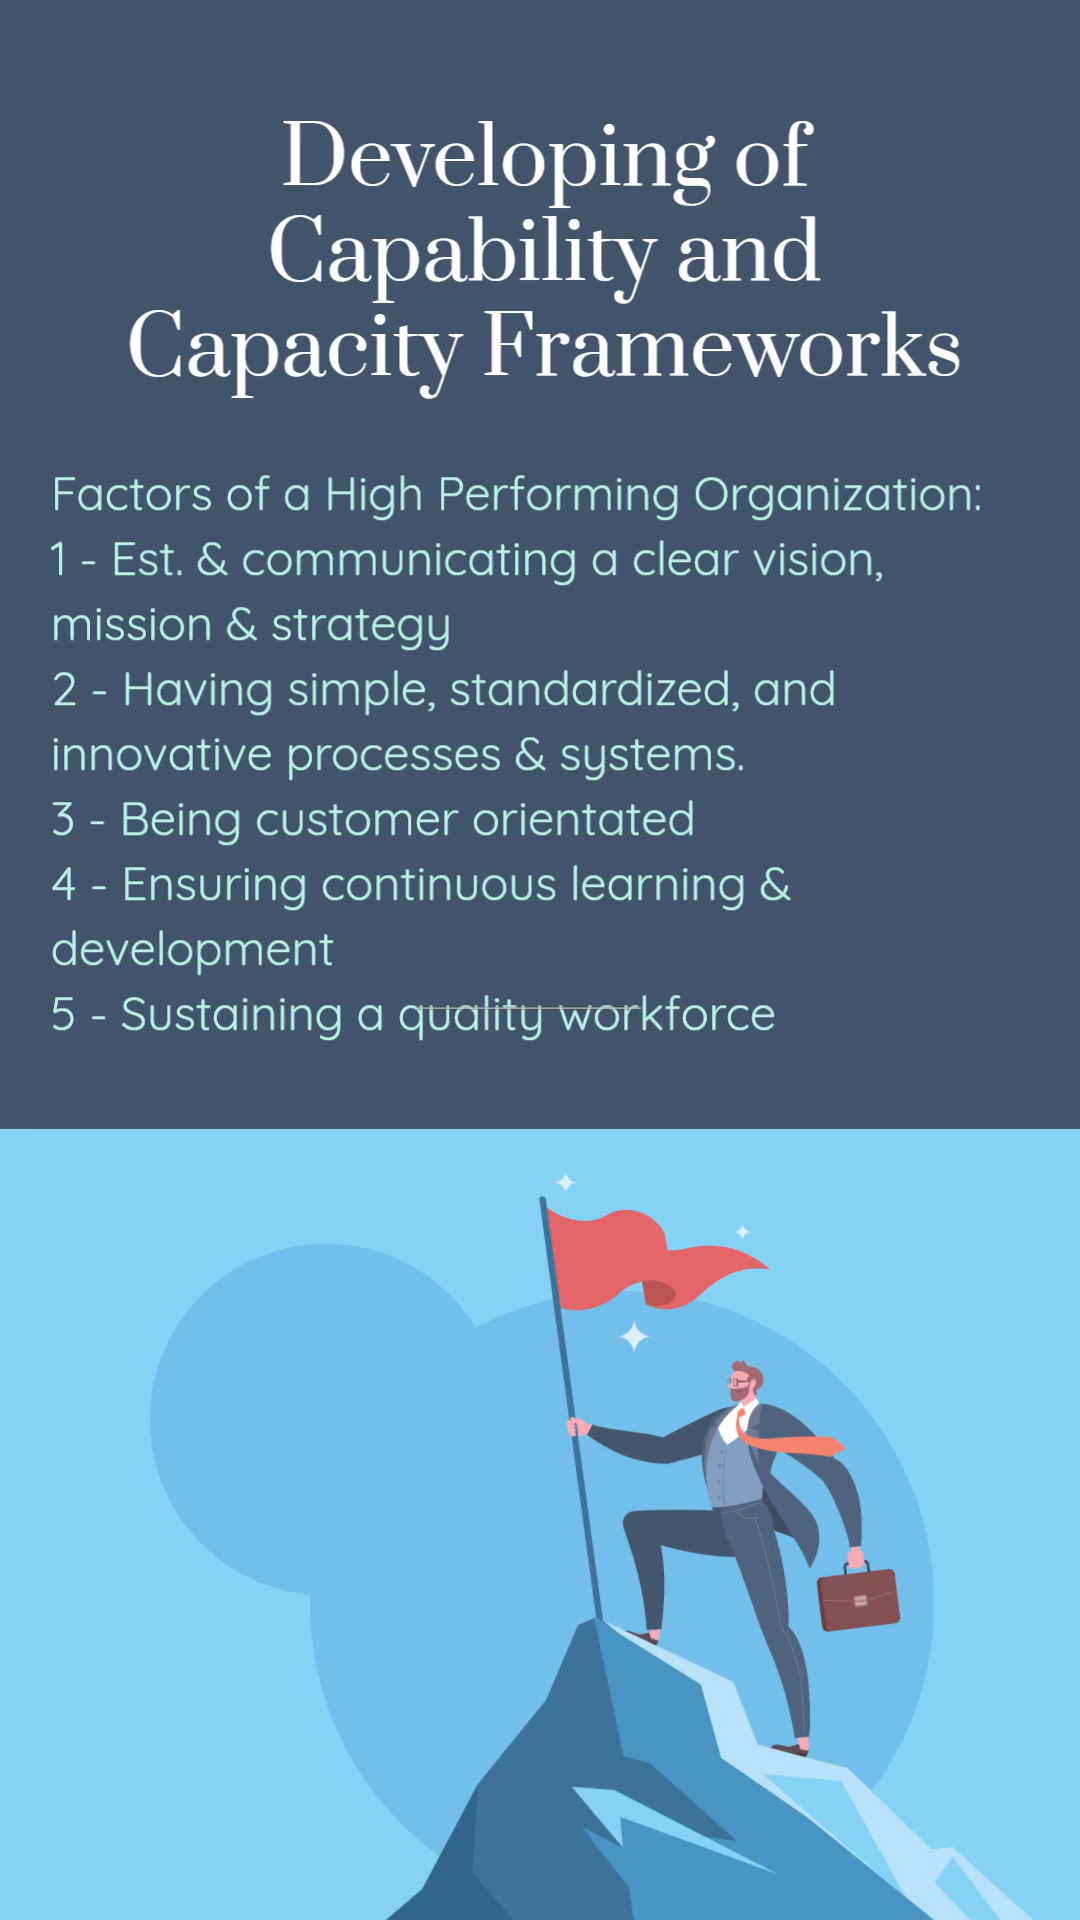 Developing of
Capability and
Capacity Frameworks
Factors of a High Performing Organization:
1 - Est. & communicating a clear vision,
mission & strategy
2 - Having simple, standardized, and
innovative processes & systems.
3 - Being customer orientated
4 - Ensuring continuous learning &
development
5 - Sustaining a quality workforce